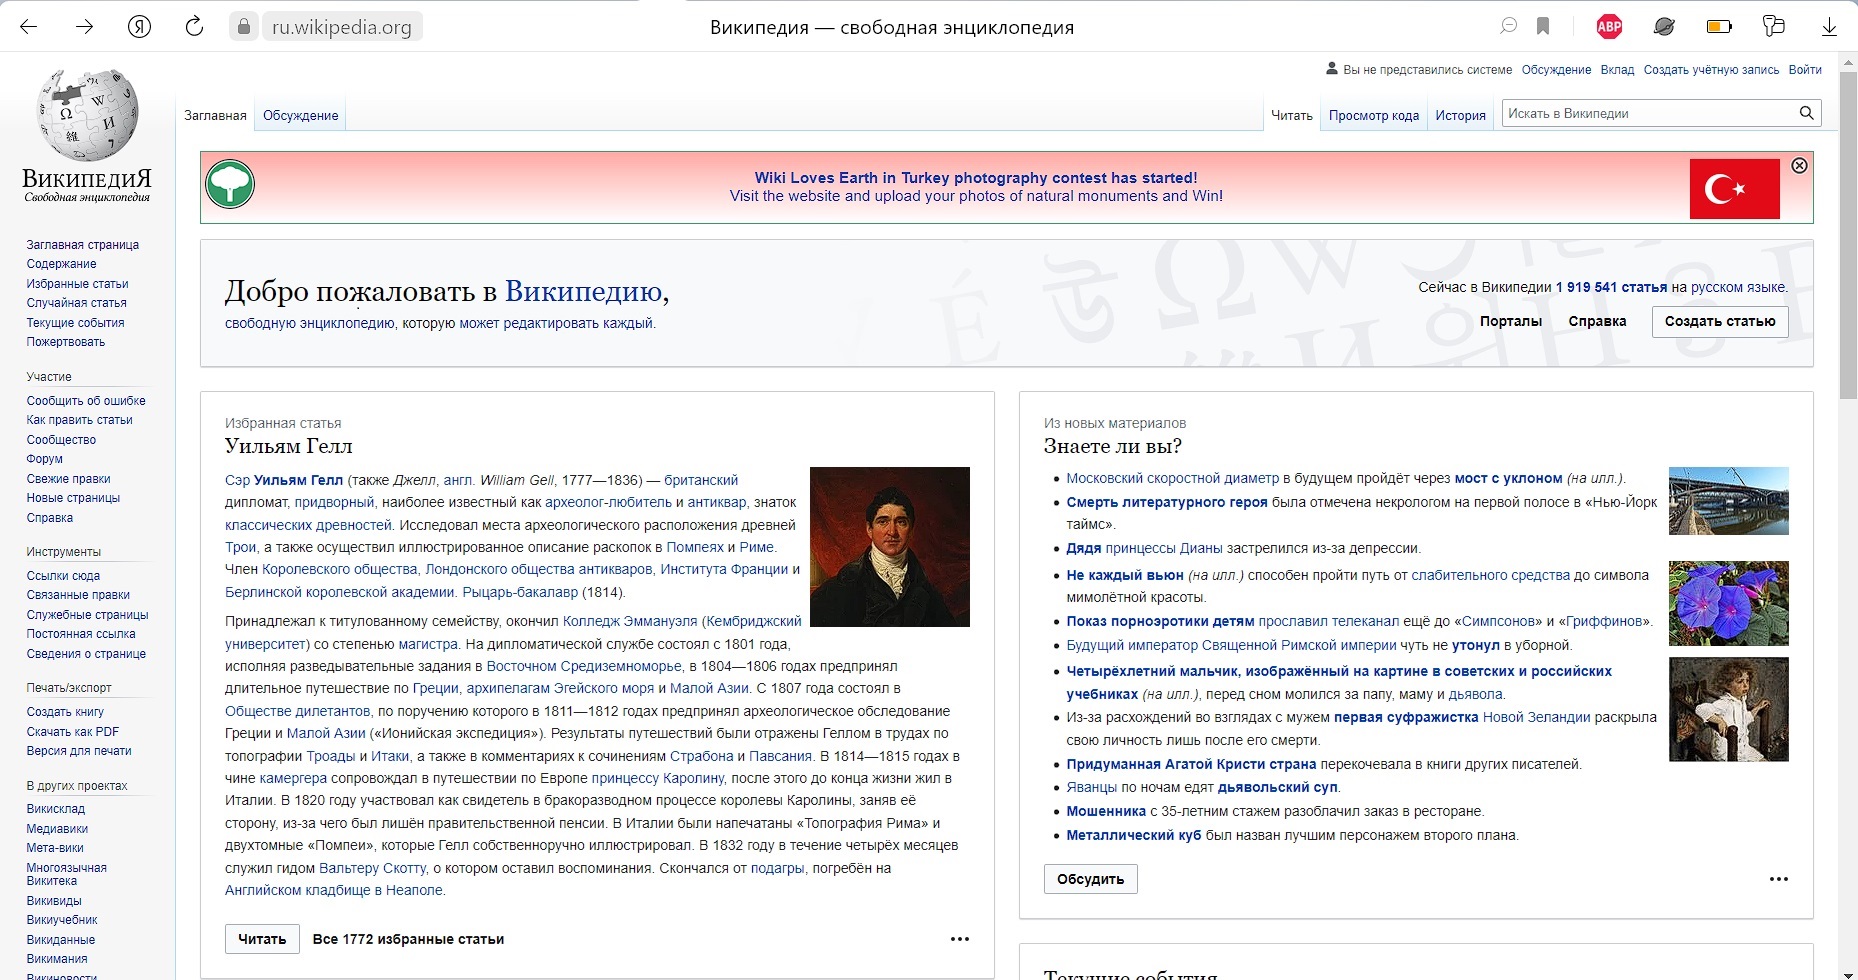 ru.wikipedia.org
Википедия — свободная энциклопедия
ABP
Вы не представились системе Обсуждение Вклад Создать учётную запись Войти
Заглавная Обсуждение Читать Просмотр кода История Искать в Википедии
ВикипедиЯ
Свободная энциклопедия
Заглавная страница
Содержание
Избранные статьи
Случайная статья
Текущие события
Пожертвовать
Участие
Сообщить об ошибке
Как править статьи
Сообщество
Форум
Свежие правки
Новые страницы
Справка
Инструменты
Ссылки сюда
Связанные правки
Служебные страницы
Постоянная ссылка
Сведения о странице
Печать/экспорт
Создать книгу
Скачать как PDF
Версия для печати
В других проектах
Викисклад
Медиавики
Мета-вики
Многоязычная
Викитека
Викивиды
Викиучебник
Викиданные
Викимания
Викиновости
Wiki Loves Earth in Turkey photography contest has started!
Visit the website and upload your photos of natural monuments and Win!
Добро пожаловать в Википедию,
свободную энциклопедию, которую может редактировать каждый.
Сейчас в Википедии 1 919 541 статья на русском языке.
Порталы Справка Создать статью
Избранная статья
Уильям Гелл
Сэр Уильям Гелл (также Джелл, англ. William Gell, 1777—1836) — британский
дипломат, придворный, наиболее известный как археолог-любитель и антиквар, знаток
классических древностей. Исследовал места археологического расположения древней
Трои, а также осуществил иллюстрированное описание раскопок в Помпеях и Риме.
Член Королевского общества, Лондонского общества антикваров, Института Франции и
Берлинской королевской академии. Рыцарь-бакалавр (1814).
Принадлежал к титулованному семейству, окончил Колледж Эммануэля (Кембриджский
университет) со степенью магистра. На дипломатической службе состоял с 1801 года,
исполняя разведывательные задания в Восточном Средиземноморье, в 1804—1806 годах предпринял
длительное путешествие по Греции, архипелагам Эгейского моря и Малой Азии. С 1807 года состоял в
Обществе дилетантов, по поручению которого в 1811—1812 годах предпринял археологическое обследование
Греции и Малой Азии («Ионийская экспедиция»). Результаты путешествий были отражены Геллом в трудах по
топографии Троады и Итаки, а также в комментариях к сочинениям Страбона и Павсания. В 1814—1815 годах в
чине камергера сопровождал в путешествии по Европе принцессу Каролину, после этого до конца жизни жил в
Италии. В 1820 году участвовал как свидетель в бракоразводном процессе королевы Каролины, заняв её
сторону, из-за чего был лишён правительственной пенсии. В Италии были напечатаны «Топография Рима» и
двухтомные «Помпеи», которые Гелл собственноручно иллюстрировал. В 1832 году в течение четырёх месяцев
служил гидом Вальтеру Скотту, о котором оставил воспоминания. Скончался от подагры, погребён на
Английском кладбище в Неаполе.
Читать Все 1772 избранные статьи
Из новых материалов
Знаете ли вы?
Московский скоростной диаметр в будущем пройдёт через мост с уклоном (на илл.).
Смерть литературного героя была отмечена некрологом на первой полосе в «Нью-Йорк
таймс».
Дядя принцессы Дианы застрелился из-за депрессии.
Не каждый вьюн (на илл.) способен пройти путь от слабительного средства до символа
мимолётной красоты.
Показ порноэротики детям прославил телеканал ещё до «Симпсонов» и «Гриффинов».
Будущий император Священной Римской империи чуть не утонул в уборной.
Четырёхлетний мальчик, изображённый на картине в советских и российских
учебниках (на илл.), перед сном молился за папу, маму и дьявола.
Из-за расхождений во взглядах с мужем первая суфражистка Новой Зеландии раскрыла
свою личность лишь после его смерти.
Придуманная Агатой Кристи страна перекочевала в книги других писателей.
Яванцы по ночам едят дьявольский суп.
Мошенника с 35-летним стажем разоблачил заказ в ресторане.
Металлический куб был назван лучшим персонажем второго плана.
Обсудить
Текущие события